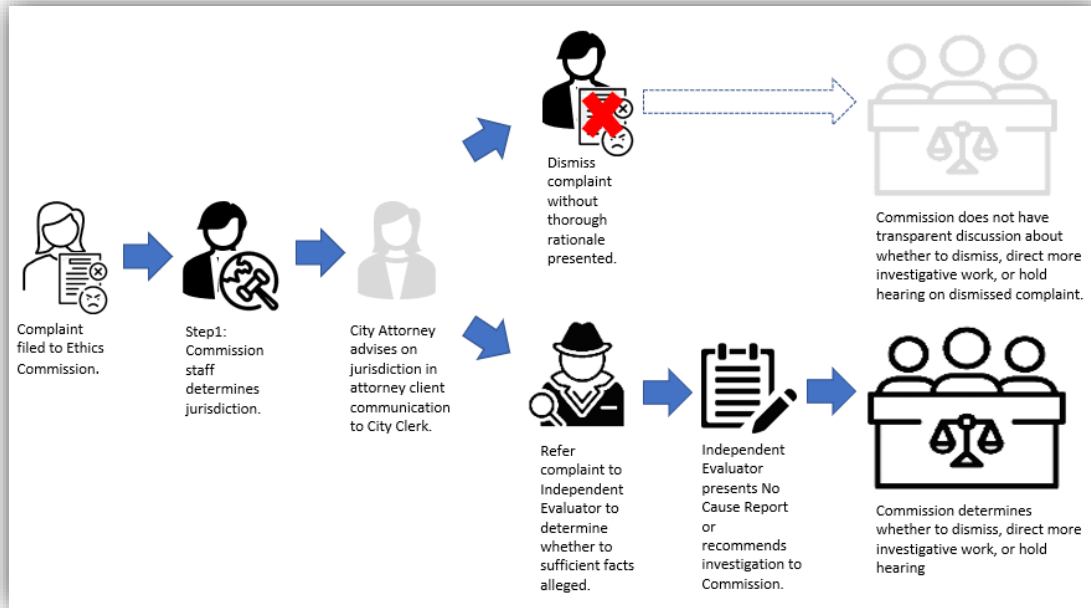 Complaint
filed to Ethics
Commission.
Step1:
Commission
staff
determines
jurisdiction.
City Attorney
advises on
jurisdiction in
attorney client
communication
to City Clerk.
Dismiss
complaint
without
thorough
rationale
presented.
Commission does not have
transparent discussion about
whether to dismiss, direct more
investigative work, or hold
hearing on dismissed complaint.
Refer
complaint to
Independent
Evaluator to
determine
whether to
sufficient facts
alleged.
Independent
Evaluator
presents No
Cause Report
or
recommends
investigation to
Commission.
Commission determines
whether to dismiss, direct more
investigative work, or hold
hearing